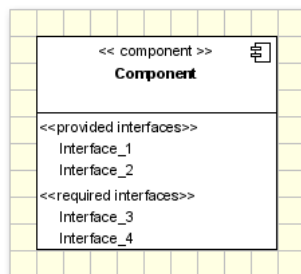 << component >>
Component
<<provided interfaces>>
Interface_1
Interface_2
<<required interfaces>>
Interface_3
Interface_4